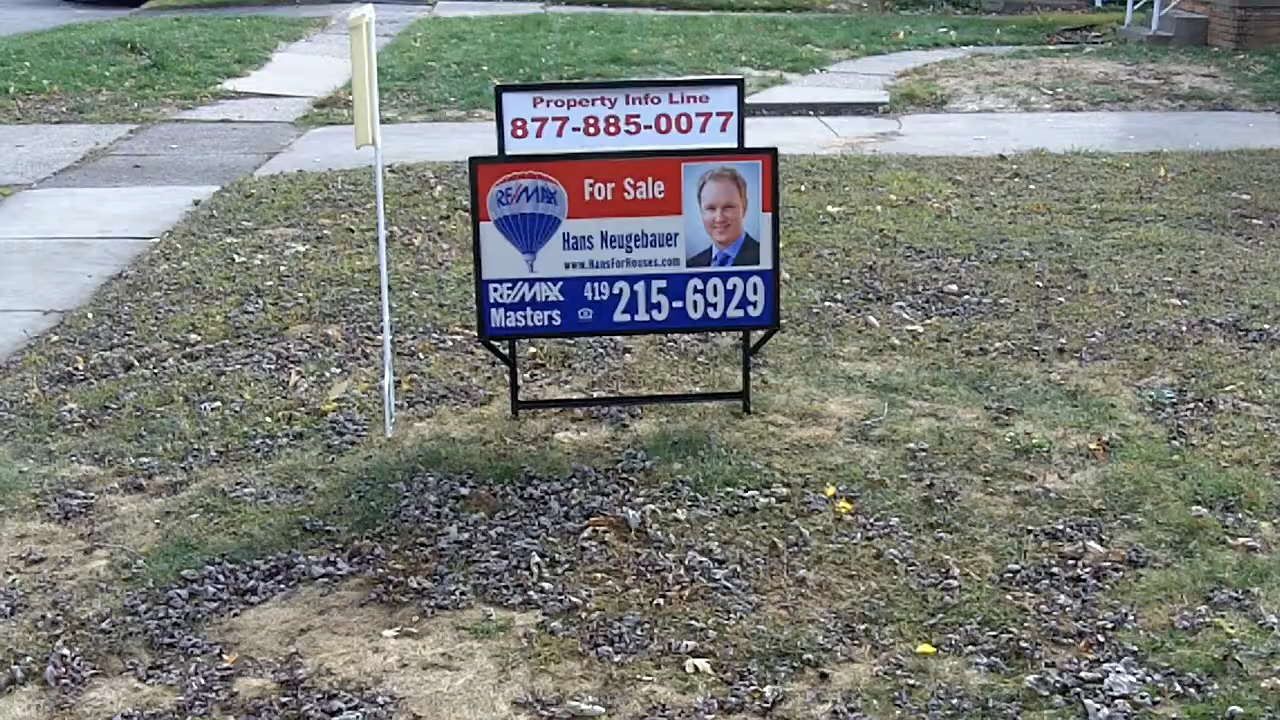 Property Info Line
877-885-0077
RE/MAX
For Sale
Hans Neugebauer
www.HansForHouses.com
RE/MAX
Masters
419 215-6929